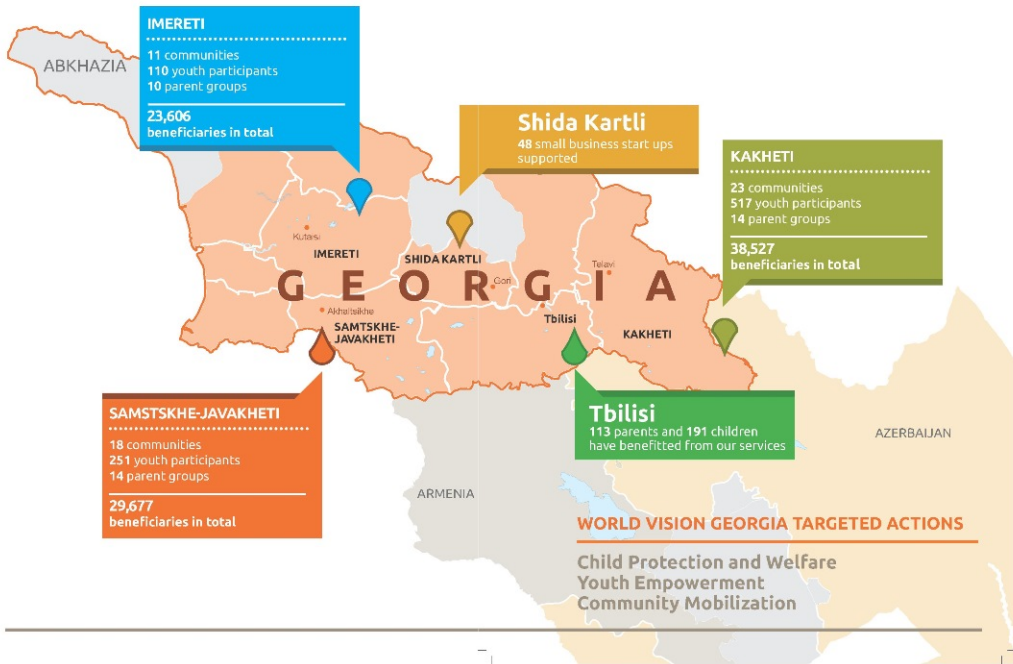 IMERETI
11 communities
110 youth participants
10 parent groups
23,606
beneficiaries in total
ABKHAZIA
Shida Kartli
48 small business start ups
supported
KAKHETI
23 communities
517 youth participants
14 parent groups
38,527
beneficiaries in total
Kutaisi
IMERETI
SHIDA KARTLI
Telavi
Gori
GEORGIA
Akhaltsikhe
Tbilisi
SAMTSKHE-
JAVAKHETI
KAKHETI
SAMSTSKHE-JAVAKHETI
18 communities
251 youth participants
14 parent groups
29,677
beneficiaries in total
Tbilisi
113 parents and 191 children
have benefitted from our services
AZERBAIJAN
ARMENIA
WORLD VISION GEORGIA TARGETED ACTIONS
Child Protection and Welfare
Youth Empowerment
Community Mobilization